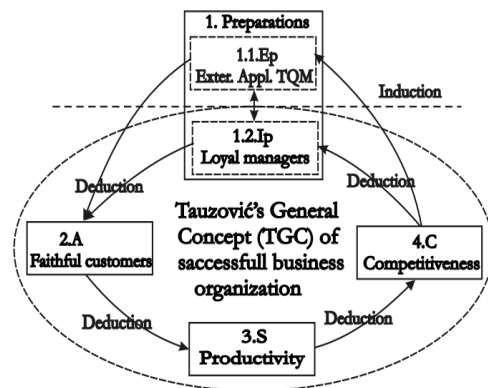 1. Preparations
1.1.Ep
Exter. Appl. TQM
Induction
1.2.Ip
Loyal managers
Deduction
Deduction
Tauzović's General
Concept (TGC) of
saccessfull business
organization
2.A
Faithful customers
4.C
Competitiveness
Deduction
Deduction
3.S
Productivity